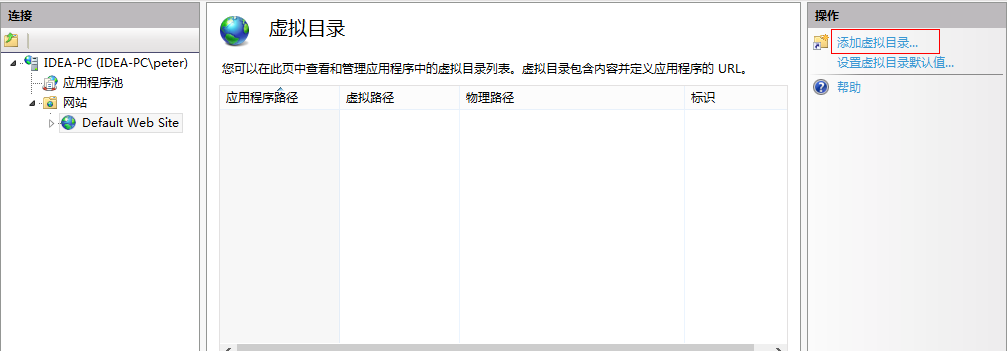 连接
IDEA-PC (IDEA-PC\peter)
应用程序池
网站
Default Web Site
虚拟目录
您可以在此页中查看和管理应用程序中的虚拟目录列表。虚拟目录包含内容并定义应用程序的 URL。
应用程序路径 虚拟路径 物理路径 标识
操作
添加虚拟目录...
设置虚拟目录默认值...
帮助